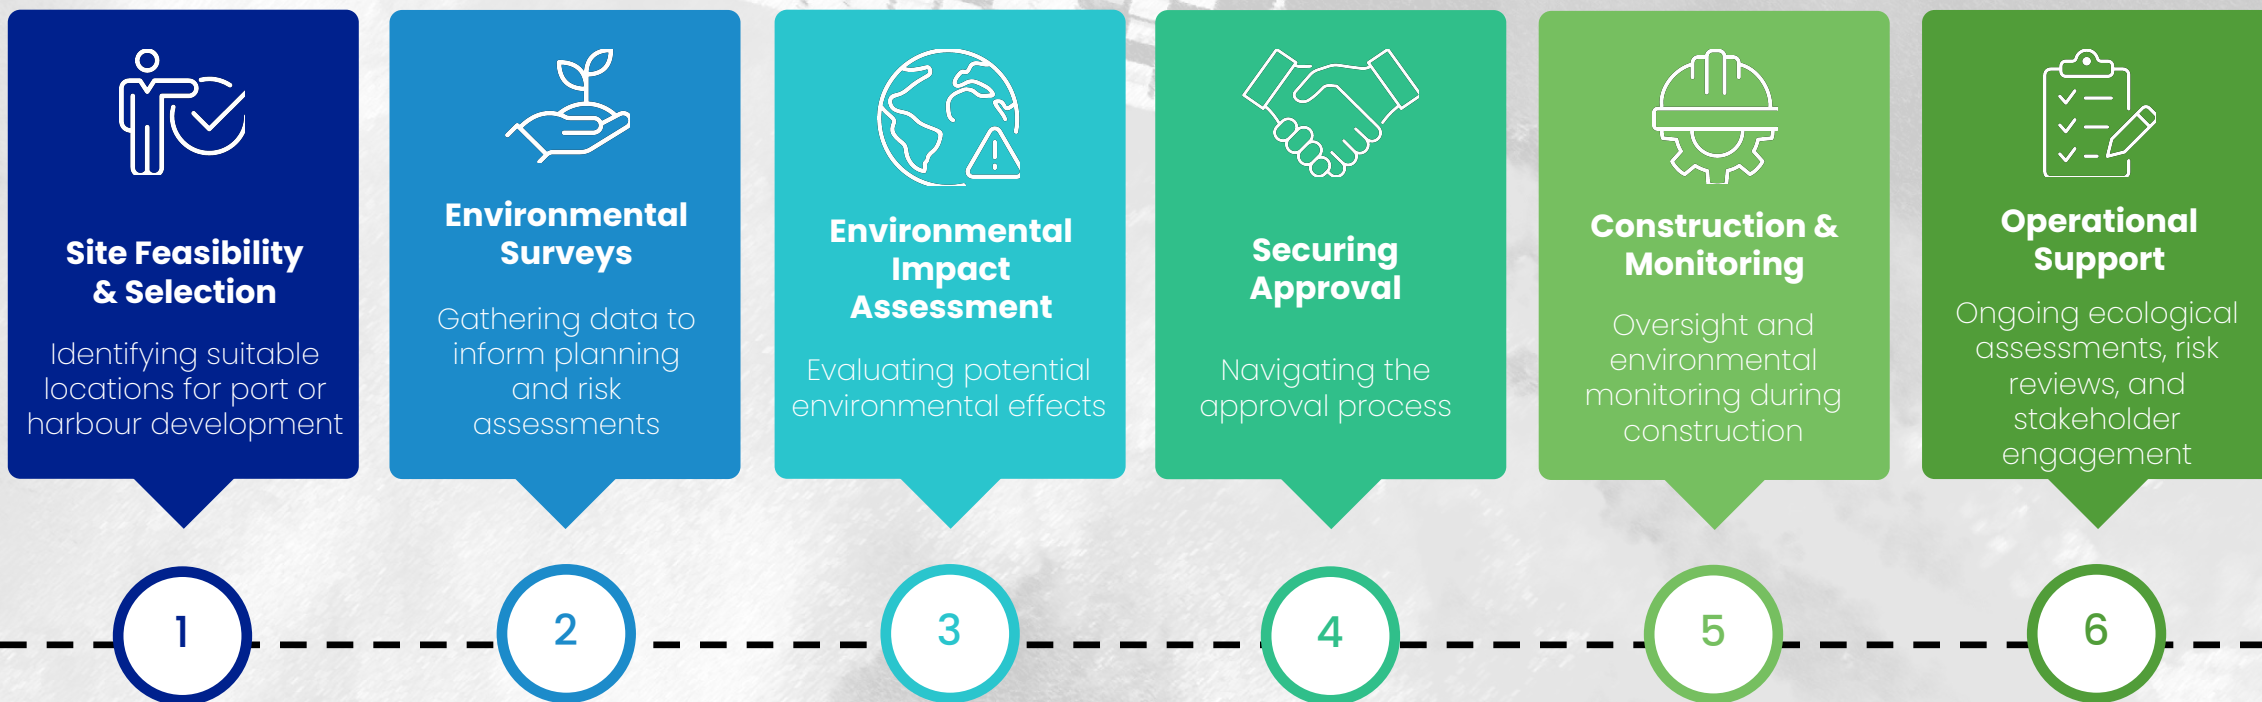 Site Feasibility
& Selection
Identifying suitable
locations for port or
harbour development
1
Environmental
Surveys
Gathering data to
inform planning
and risk
assessments
2
Environmental
Impact
Assessment
Evaluating potential
environmental effects
3
Securing
Approval
Navigating the
approval process
4
Construction &
Monitoring
Oversight and
environmental
monitoring during
construction
5
Operational
Support
Ongoing ecological
assessments, risk
reviews, and
stakeholder
engagement
6